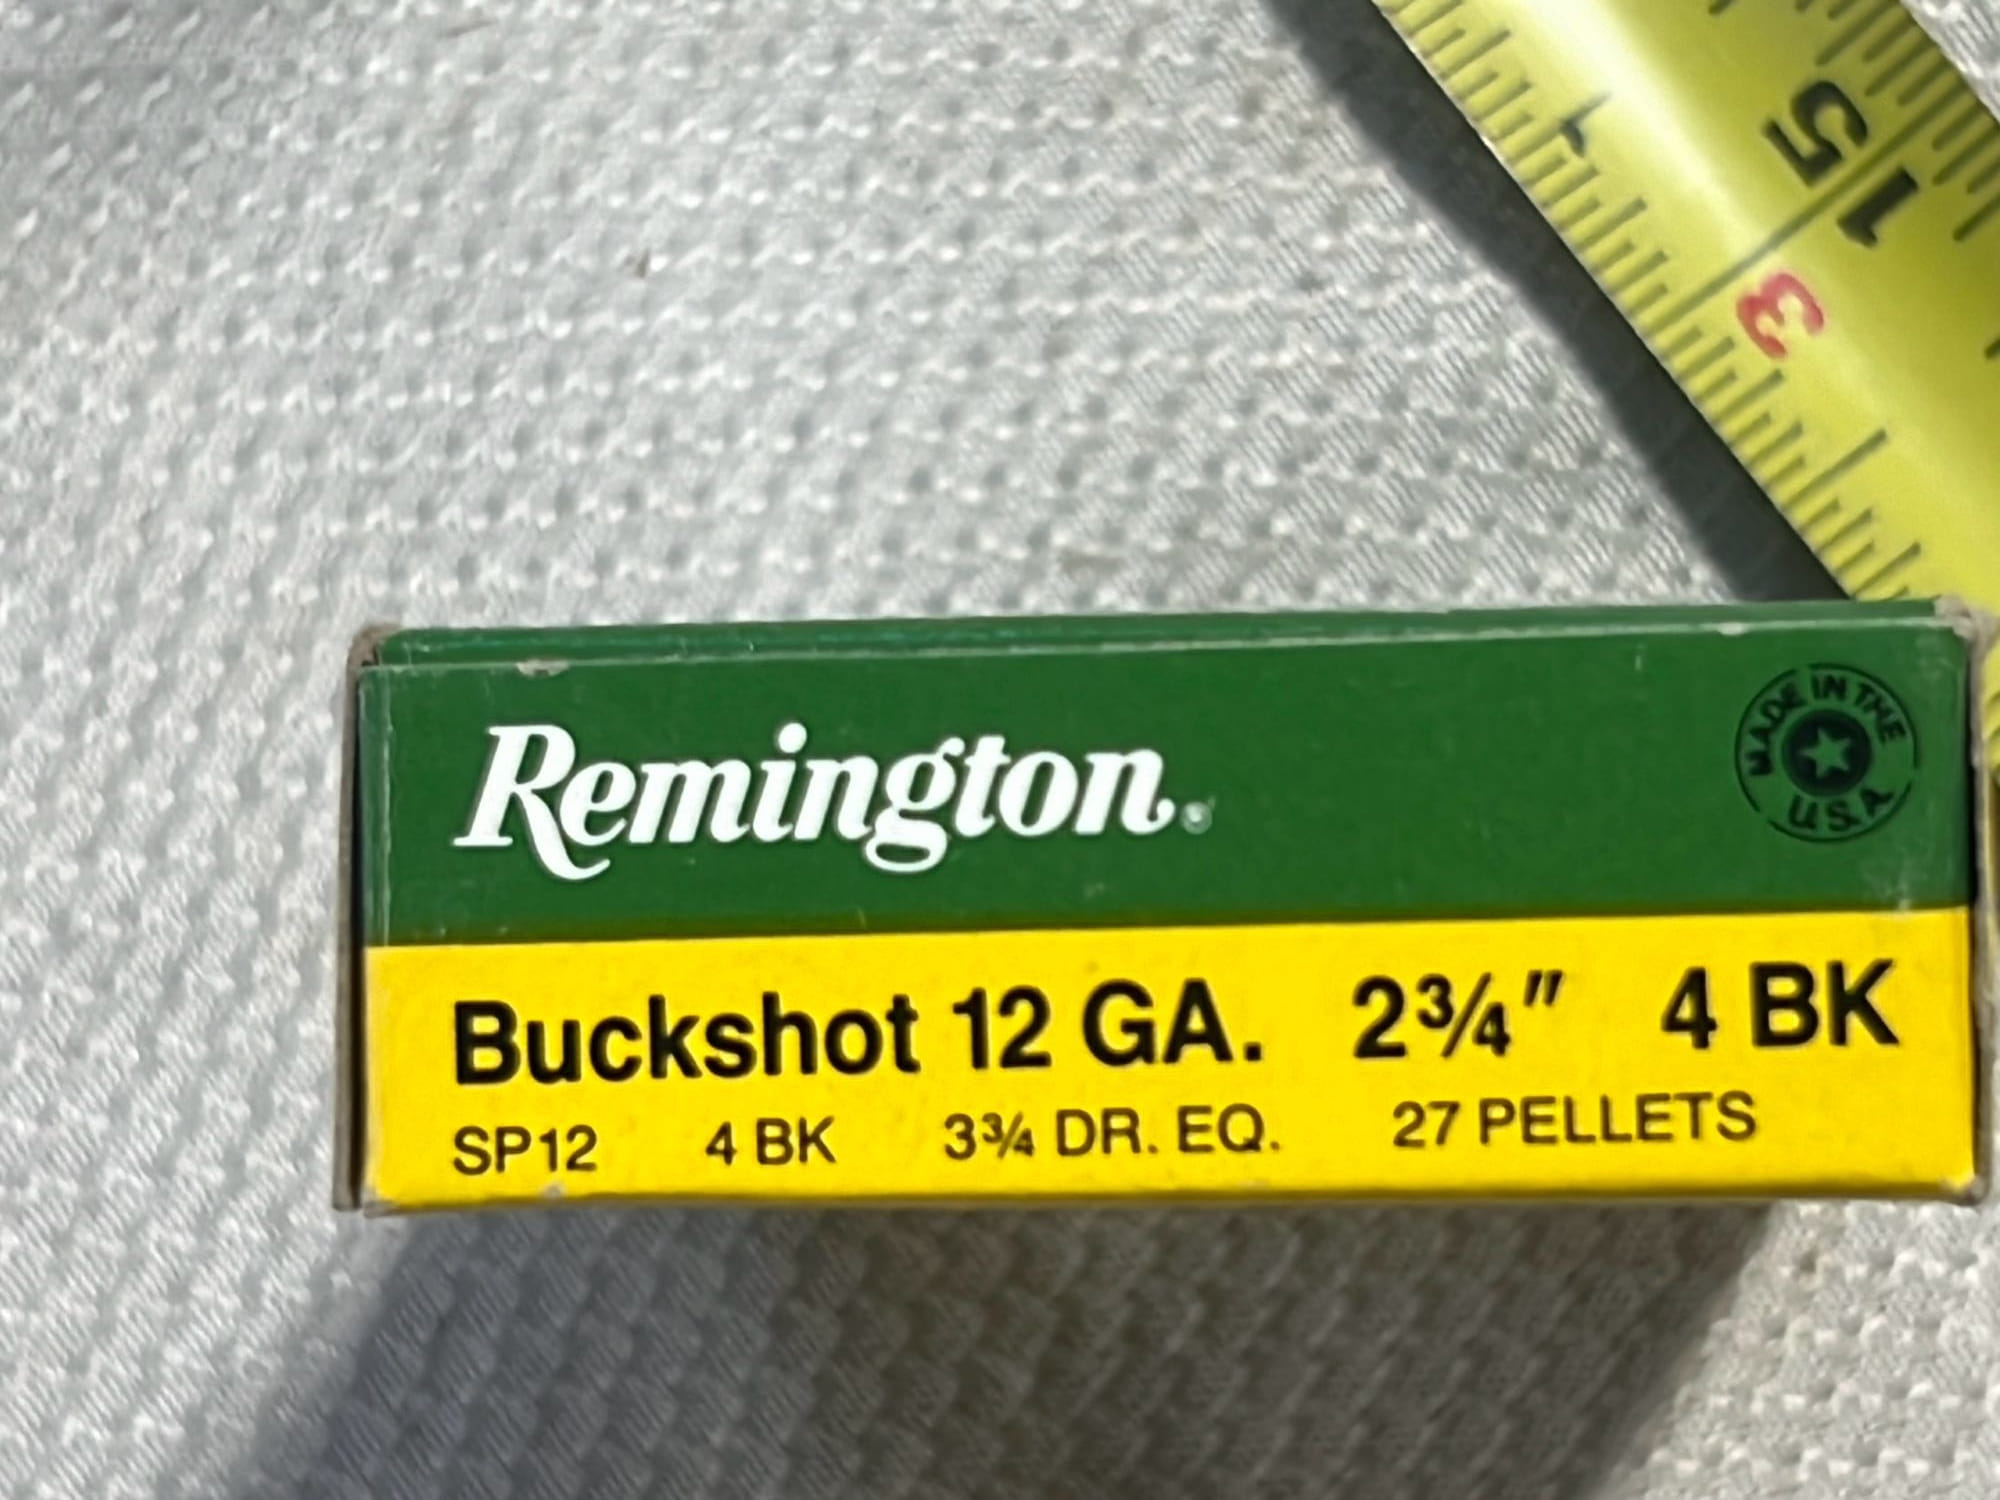 15
3
Remington®
MADE IN THE
U.S.A
Buckshot 12 GA. 2¾" 4 BK
SP12 4 BK 3¾ DR. EQ. 27 PELLETS